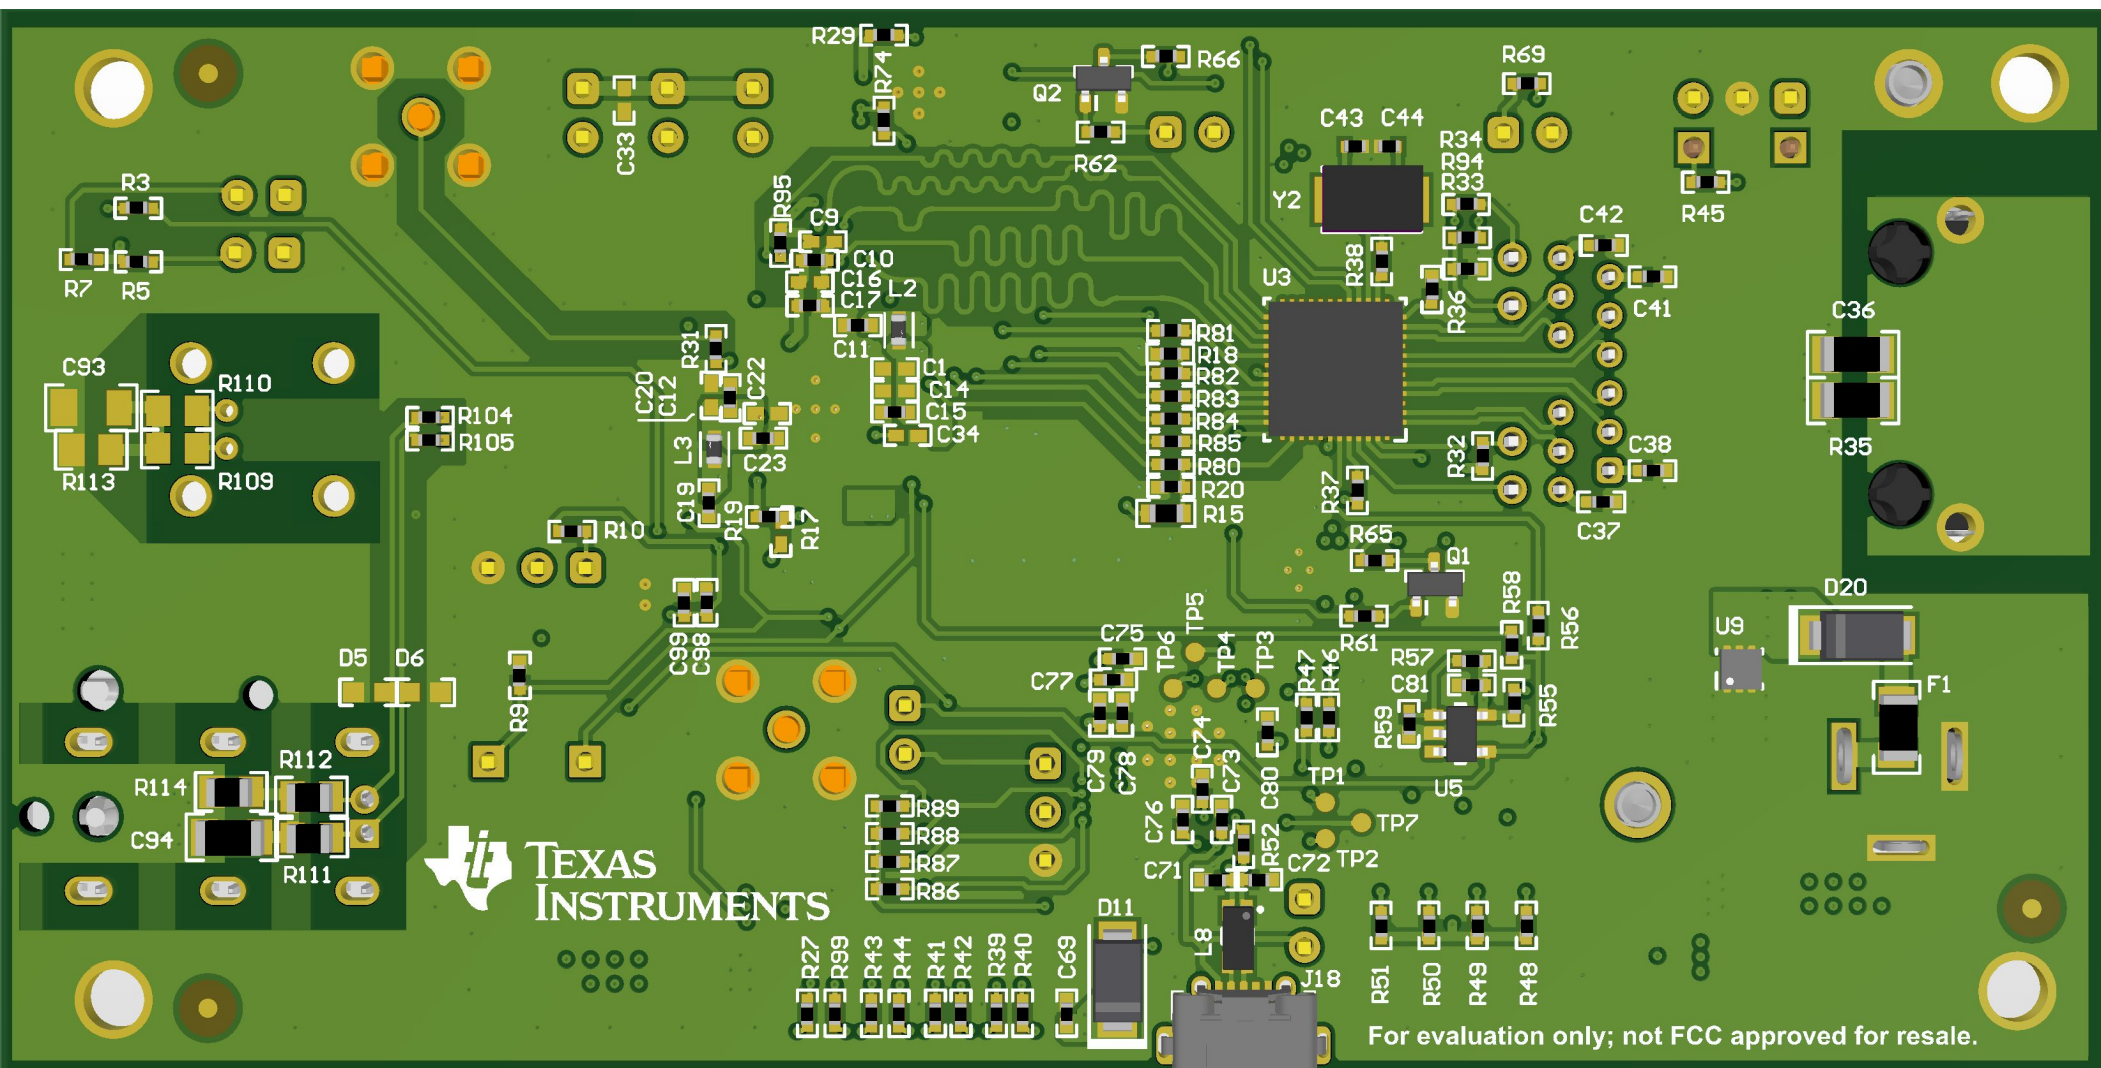 R29
R74
Q2
R66
R69
C33
R62
C43
C44
R34
R94
R33
R3
R95
C9
Y2
C42
R45
R7
R5
C10
C16
C17
L2
R38
U3
R36
C41
C36
C11
R31
R81
R18
R82
R83
R84
R85
R80
R20
R15
C93
R110
C20
C12
C22
C1
C14
C15
C34
R104
R105
L3
C23
R32
C38
R35
R113
R109
C19
R19
R17
R37
C37
R10
R65
Q1
D20
R58
R56
U9
C99
C98
C75
TP6
TP5
TP4
TP3
R61
D5
D6
R9
C77
R47
R46
R57
C81
R55
F1
R59
R112
R114
C79
C78
C74
C73
C80
TP1
U5
C94
R111
R89
R88
R87
R86
C76
R52
TP7
TP2
C71
C72
TEXAS
INSTRUMENTS
D11
L8
J18
R27
R99
R43
R44
R41
R42
R39
R40
C69
R51
R50
R49
R48
For evaluation only; not FCC approved for resale.